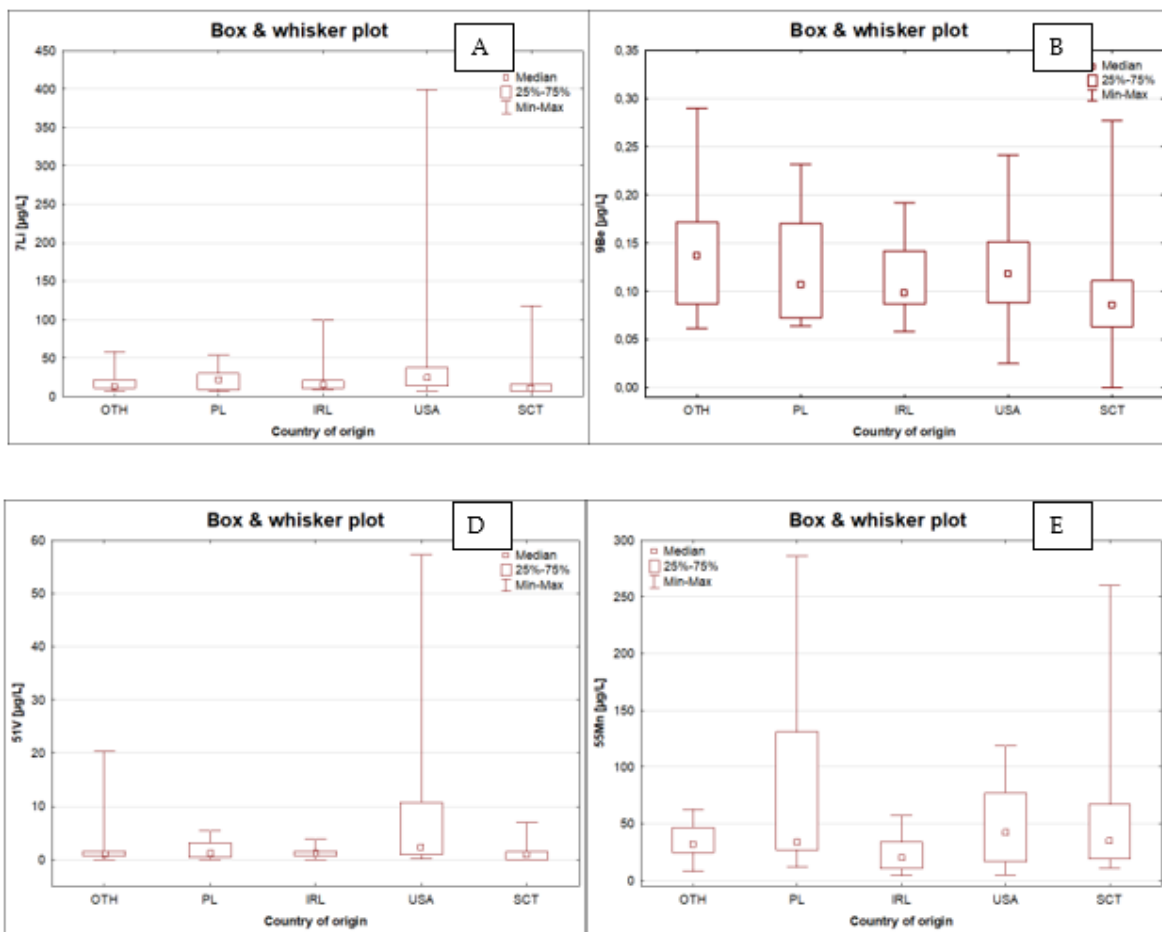 Box & whisker plot
A
450
400
350
300
250
200
150
100
50
0
7Li [µg/L]
Median
25%-75%
Min-Max
OTH PL IRL USA SCT
Country of origin
Box & whisker plot
B
0,35
0,30
0,25
0,20
0,15
0,10
0,05
0,00
9Be [µg/L]
Median
25%-75%
Min-Max
OTH PL IRL USA SCT
Country of origin
Box & whisker plot
D
60
50
40
30
20
10
0
51V [µg/L]
Median
25%-75%
Min-Max
OTH PL IRL USA SCT
Country of origin
Box & whisker plot
E
300
250
200
150
100
50
0
55Mn [µg/L]
Median
25%-75%
Min-Max
OTH PL IRL USA SCT
Country of origin